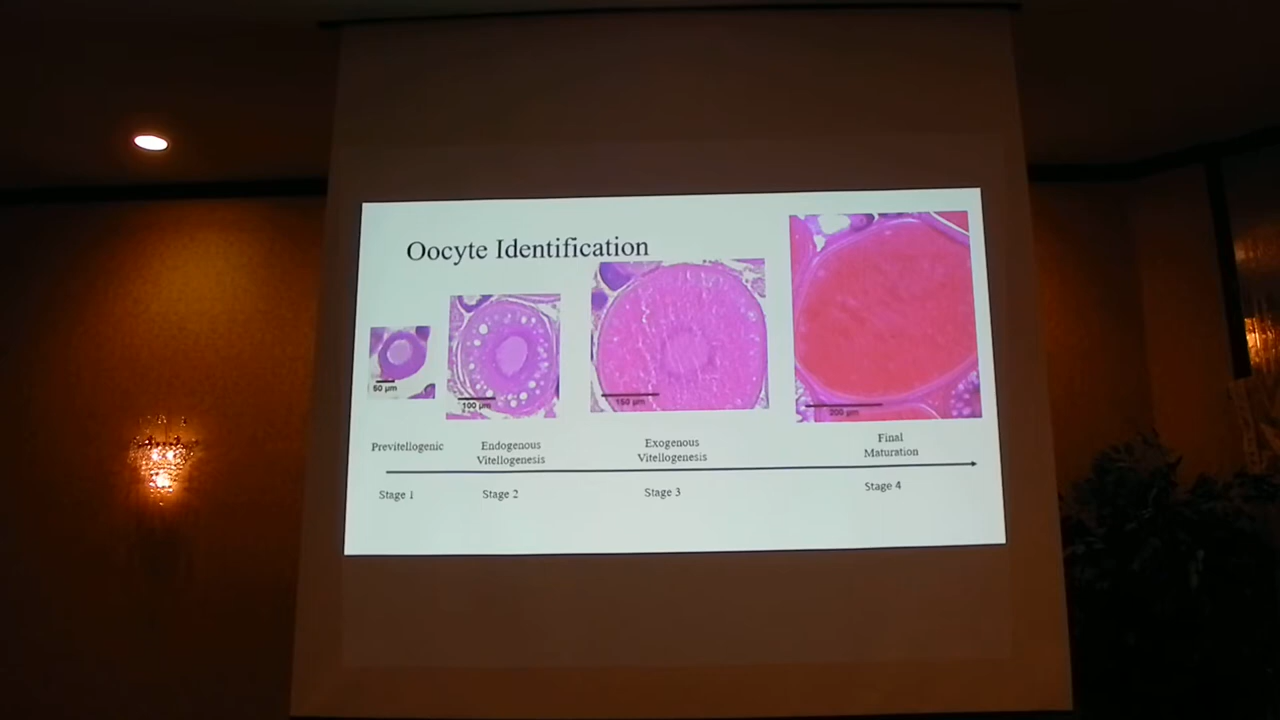 Oocyte Identification
50 µm
100 µm
150 µm
200 µm
Previtellogenic
Endogenous
Vitellogenesis
Exogenous
Vitellogenesis
Final
Maturation
Stage 1
Stage 2
Stage 3
Stage 4